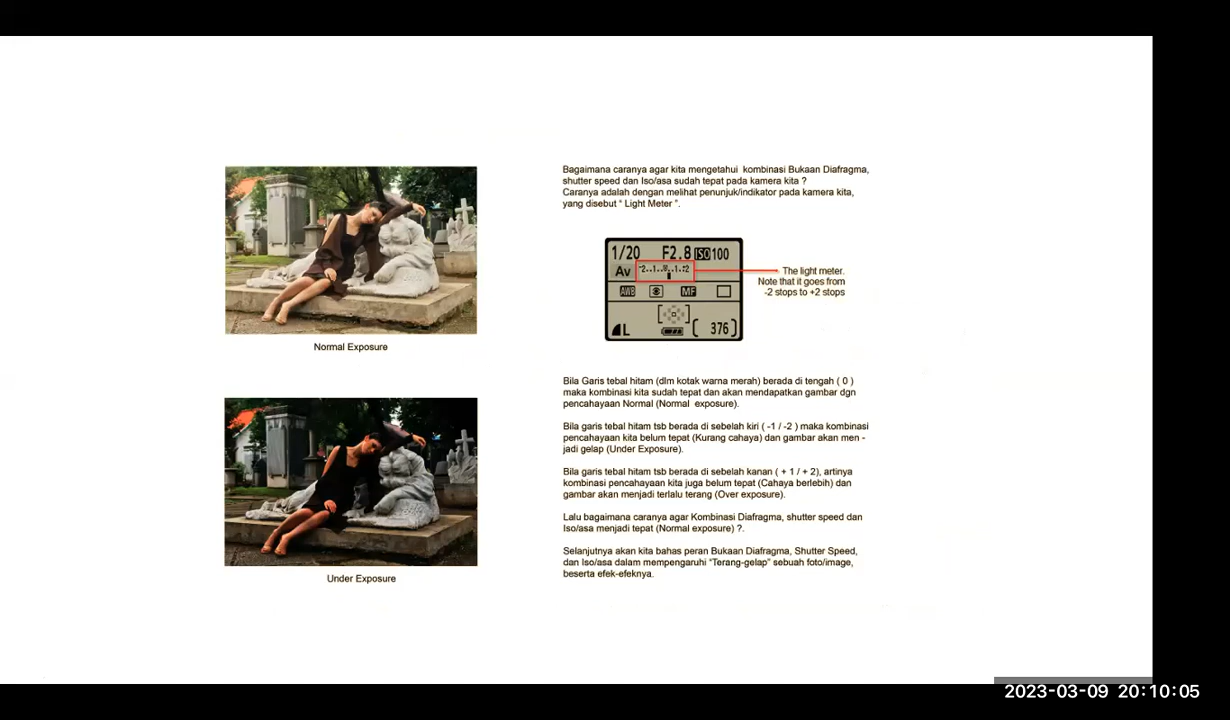 Bagaimana caranya agar kita mengetahui kombinasi Bukaan Diafragma,
shutter speed dan Iso/asa sudah tepat pada kamera kita ?
Caranya adalah dengan melihat penunjuk/indikator pada kamera kita,
yang disebut “ Light Meter ”.
1/20 F2.8 ISO 100
Av -2..1..0..1..+2
AWB MF
L [ 376 ]
The light meter.
Note that it goes from
-2 stops to +2 stops
Normal Exposure
Bila Garis tebal hitam (dlm kotak warna merah) berada di tengah ( 0 )
maka kombinasi kita sudah tepat dan akan mendapatkan gambar dgn
pencahayaan Normal (Normal exposure).
Bila garis tebal hitam tsb berada di sebelah kiri ( -1 / -2 ) maka kombinasi
pencahayaan kita belum tepat (Kurang cahaya) dan gambar akan men -
jadi gelap (Under Exposure).
Bila garis tebal hitam tsb berada di sebelah kanan ( + 1 / + 2), artinya
kombinasi pencahayaan kita juga belum tepat (Cahaya berlebih) dan
gambar akan menjadi terlalu terang (Over exposure).
Lalu bagaimana caranya agar Kombinasi Diafragma, shutter speed dan
Iso/asa menjadi tepat (Normal exposure) ?.
Selanjutnya akan kita bahas peran Bukaan Diafragma, Shutter Speed,
dan Iso/asa dalam mempengaruhi “Terang-gelap” sebuah foto/image,
beserta efek-efeknya.
Under Exposure
2023-03-09 20:10:05